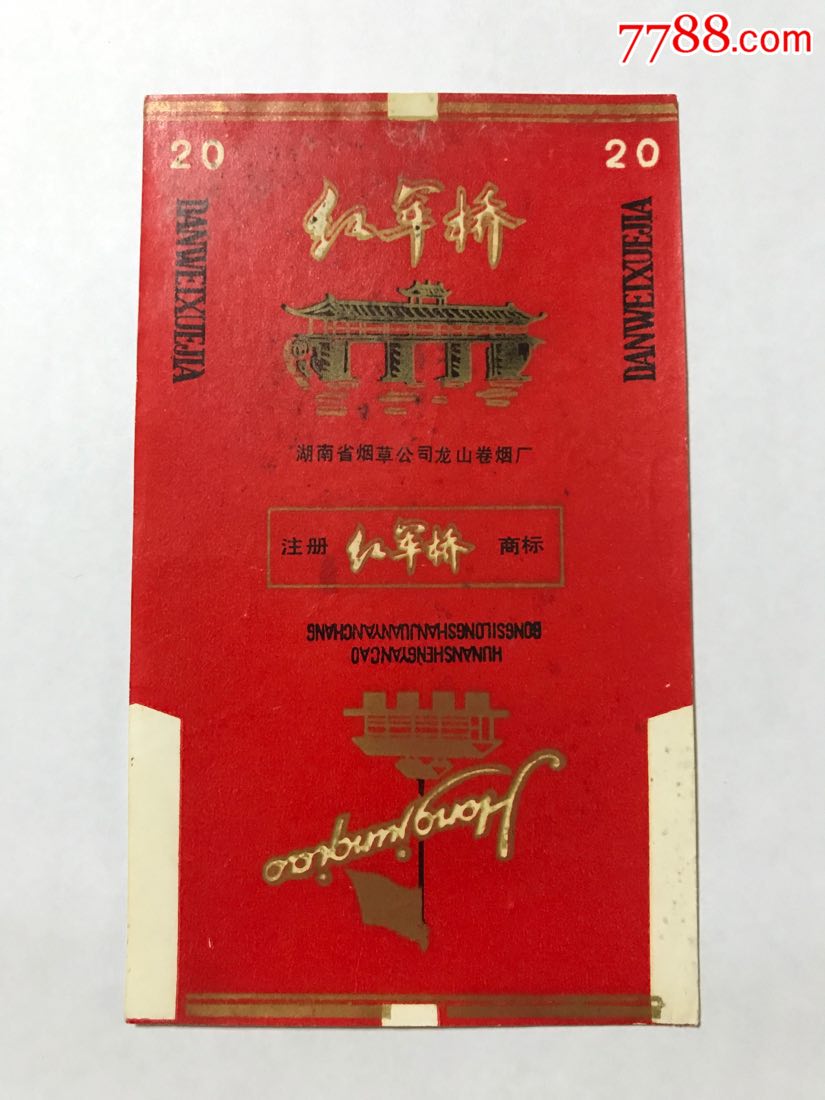 7788.com
20
20
DANWEIXUEJIA
DANWEIXUEJIA
红军桥
湖南省烟草公司龙山卷烟厂
注册 红军桥 商标
HUNANSHENGYANCAO
BONGSILONGSHANJUANYANCHANG
Hongjunqiao